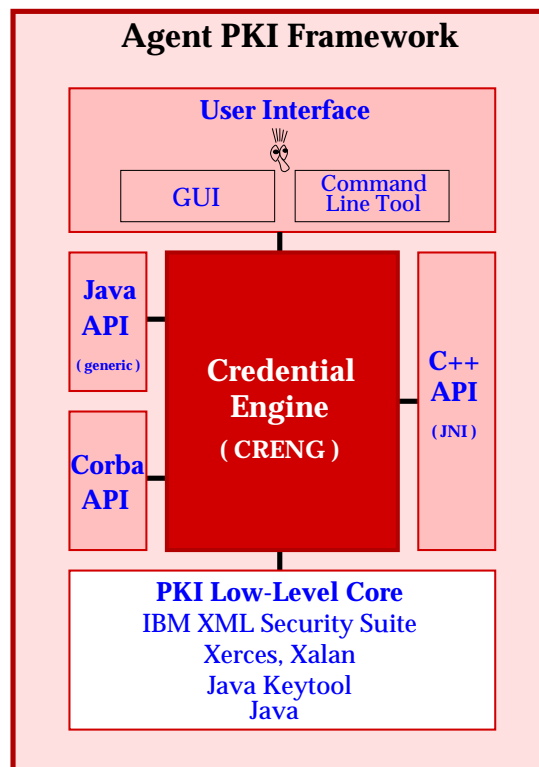 Agent PKI Framework
User Interface
GUI
Command
Line Tool
Java
API
( generic )
Credential
Engine
( CRENG )
C++
API
( JNI )
Corba
API
PKI Low-Level Core
IBM XML Security Suite
Xerces, Xalan
Java Keytool
Java